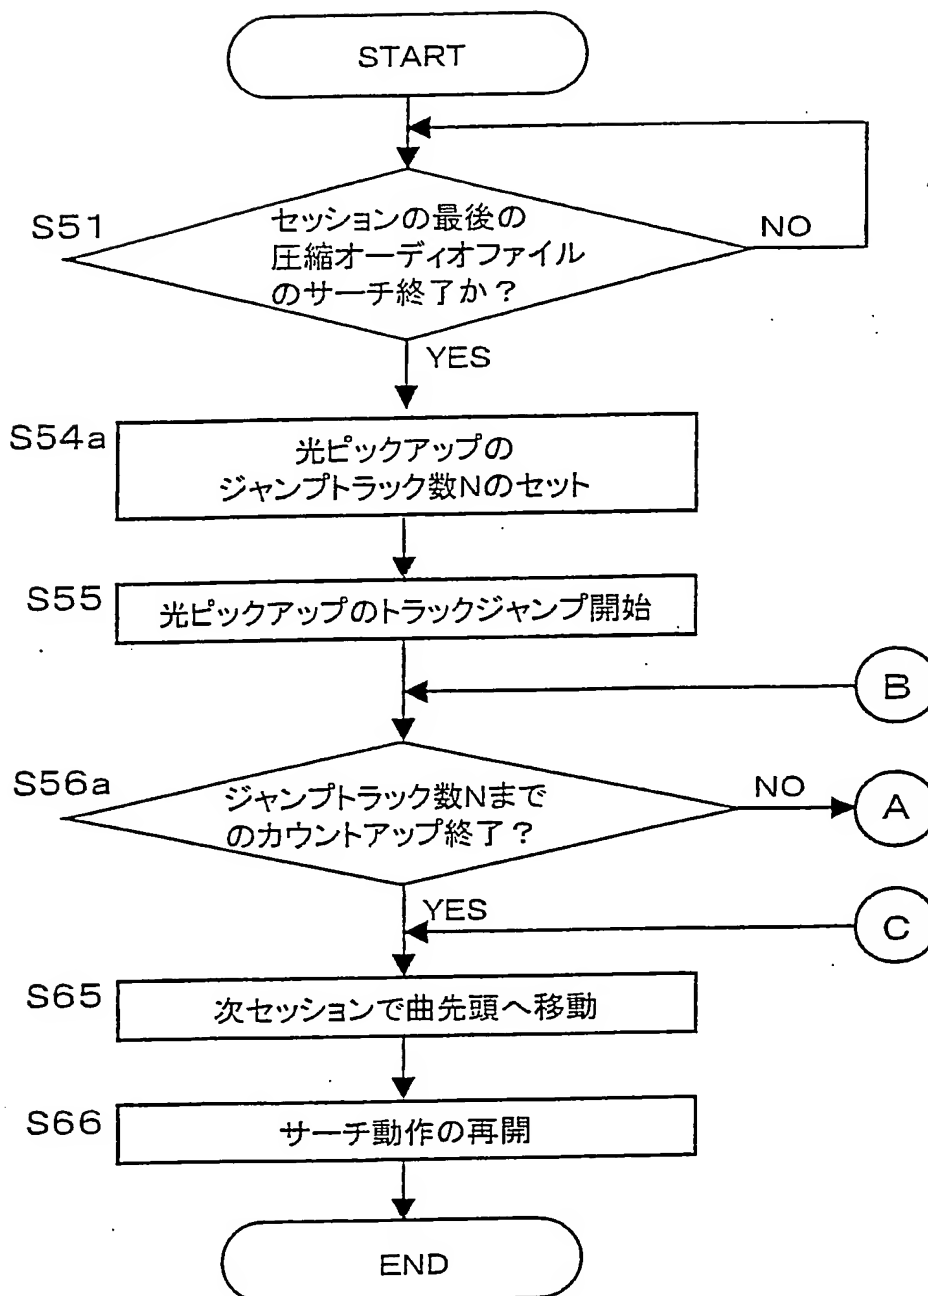 START
S51
セッションの最後の
圧縮オーディオファイル
のサーチ終了か？
NO
YES
S54a
光ピックアップの
ジャンプトラック数Nのセット
S55
光ピックアップのトラックジャンプ開始
B
S56a
ジャンプトラック数Nまで
のカウントアップ終了？
NO
A
YES
C
S65
次セッションで曲先頭へ移動
S66
サーチ動作の再開
END